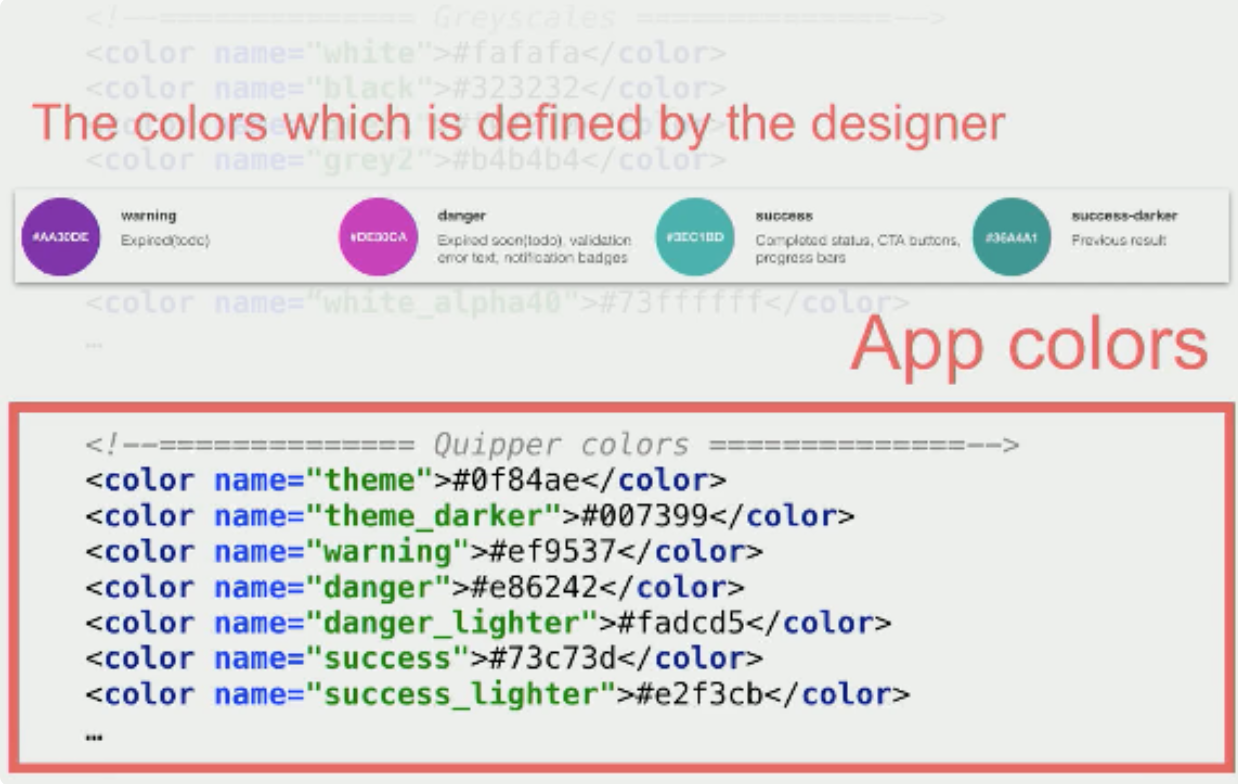 <!--============== Greyscales ==============-->
<color name="white">#fafafa</color>
<color name="black">#323232</color>
The colors which is defined by the designer
<color name="grey2">#b4b4b4</color>
#AA30DE
warning
Expired(todo)
#DE30CA
danger
Expired soon(todo), validation
error text, notification badges
#3EC1BD
success
Completed status, CTA buttons,
progress bars
#36A4A1
success-darker
Previous result
<color name="white_alpha40">#73ffffff</color>
…
App colors
<!--============== Quipper colors ==============-->
<color name="theme">#0f84ae</color>
<color name="theme_darker">#007399</color>
<color name="warning">#ef9537</color>
<color name="danger">#e86242</color>
<color name="danger_lighter">#fadcd5</color>
<color name="success">#73c73d</color>
<color name="success_lighter">#e2f3cb</color>
…